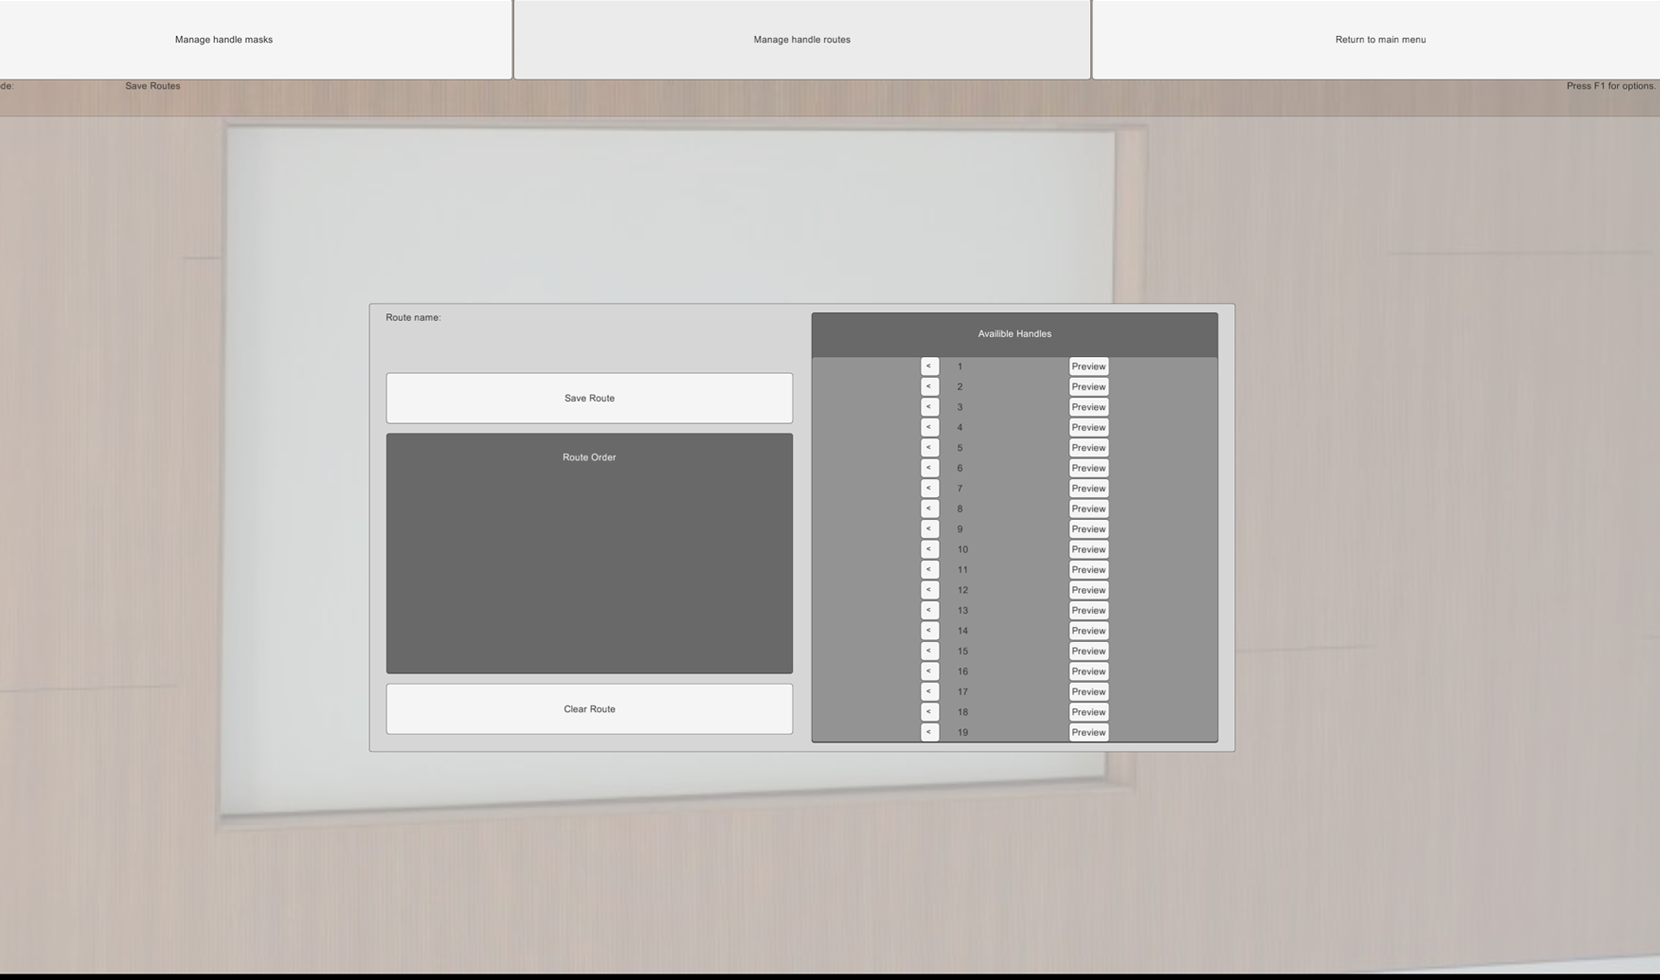 Manage handle masks
Manage handle routes
Return to main menu
de:
Save Routes
Press F1 for options.
Route name:
Save Route
Route Order
Clear Route
Availible Handles
< 1 Preview
< 2 Preview
< 3 Preview
< 4 Preview
< 5 Preview
< 6 Preview
< 7 Preview
< 8 Preview
< 9 Preview
< 10 Preview
< 11 Preview
< 12 Preview
< 13 Preview
< 14 Preview
< 15 Preview
< 16 Preview
< 17 Preview
< 18 Preview
< 19 Preview